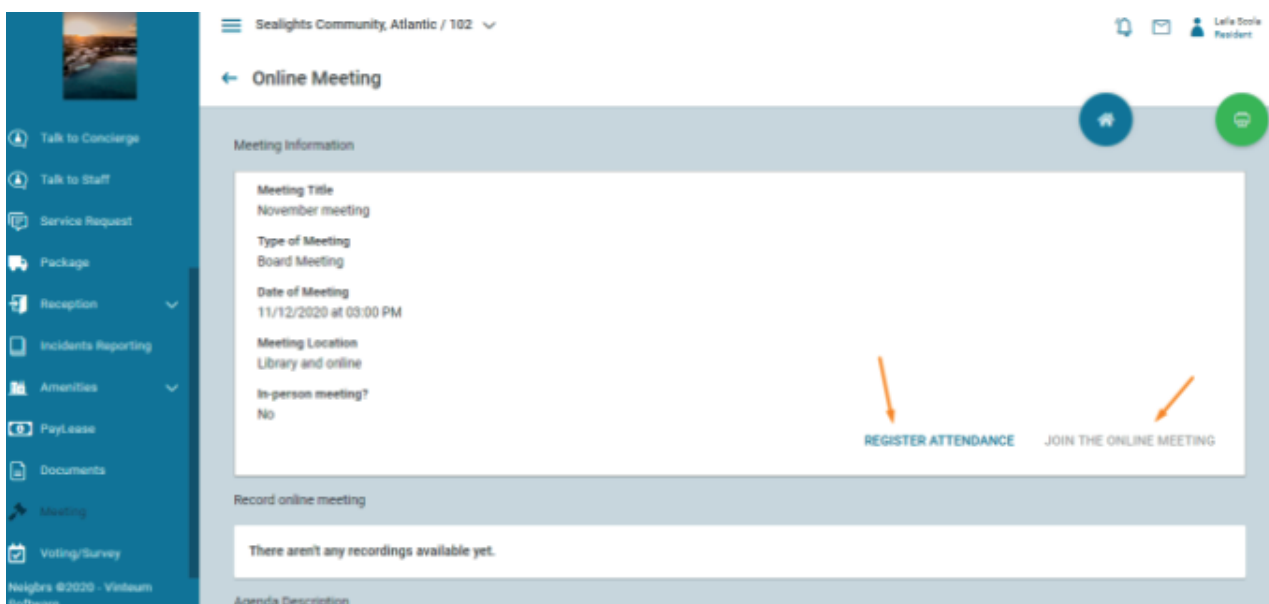 Sealights Community, Atlantic / 102
Leila Scola
Resident
Online Meeting
Talk to Concierge
Talk to Staff
Service Request
Package
Reception
Incidents Reporting
Amenities
PayLease
Documents
Meeting
Voting/Survey
Neigbrs ©2020 - Vinteum
Software
Meeting Information
Meeting Title
November meeting
Type of Meeting
Board Meeting
Date of Meeting
11/12/2020 at 03:00 PM
Meeting Location
Library and online
In-person meeting?
No
REGISTER ATTENDANCE JOIN THE ONLINE MEETING
Record online meeting
There aren't any recordings available yet.
Agenda Description